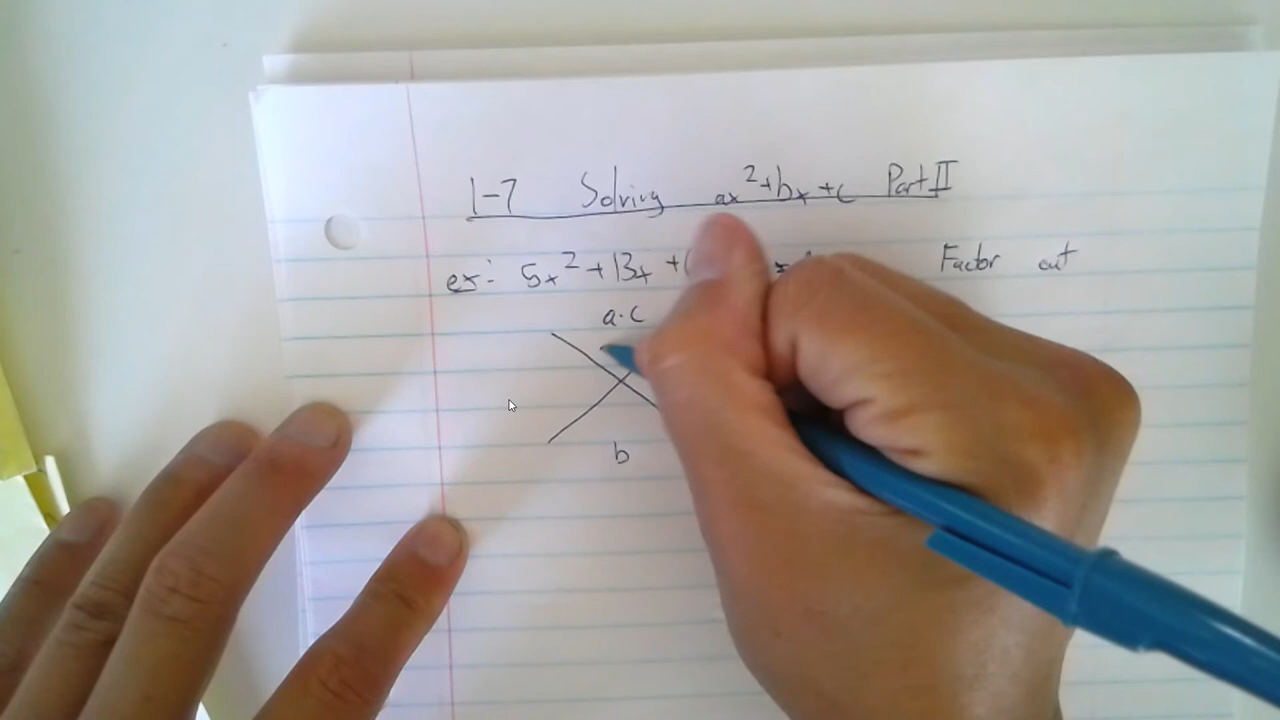 1-7 Solving ax²+bx+c Part II
ex: 5x²+13x + = Factor out
a·c
b